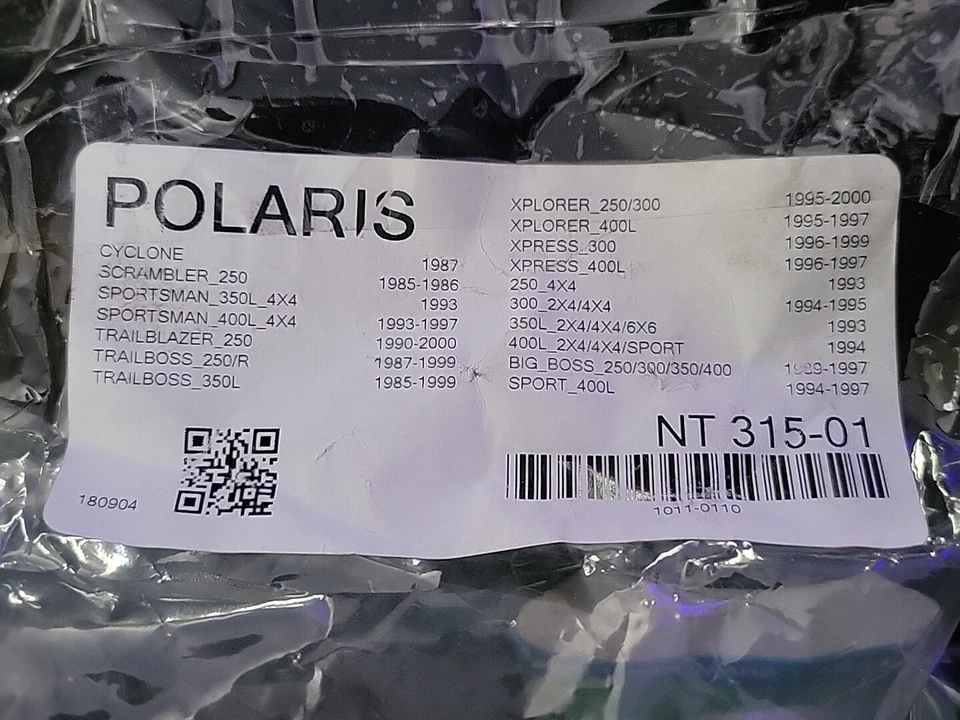 POLARIS
CYCLONE 1987
SCRAMBLER_250 1985-1986
SPORTSMAN_350L_4X4 1993
SPORTSMAN_400L_4X4 1993-1997
TRAILBLAZER_250 1990-2000
TRAILBOSS_250/R 1987-1999
TRAILBOSS_350L 1985-1999
XPLORER_250/300 1995-2000
XPLORER_400L 1995-1997
XPRESS_300 1996-1999
XPRESS_400L 1996-1997
250_4X4 1993
300_2X4/4X4 1994-1995
350L_2X4/4X4/6X6 1993
400L_2X4/4X4/SPORT 1994
BIG_BOSS_250/300/350/400 1989-1997
SPORT_400L 1994-1997
NT 315-01
1011-0110
180904